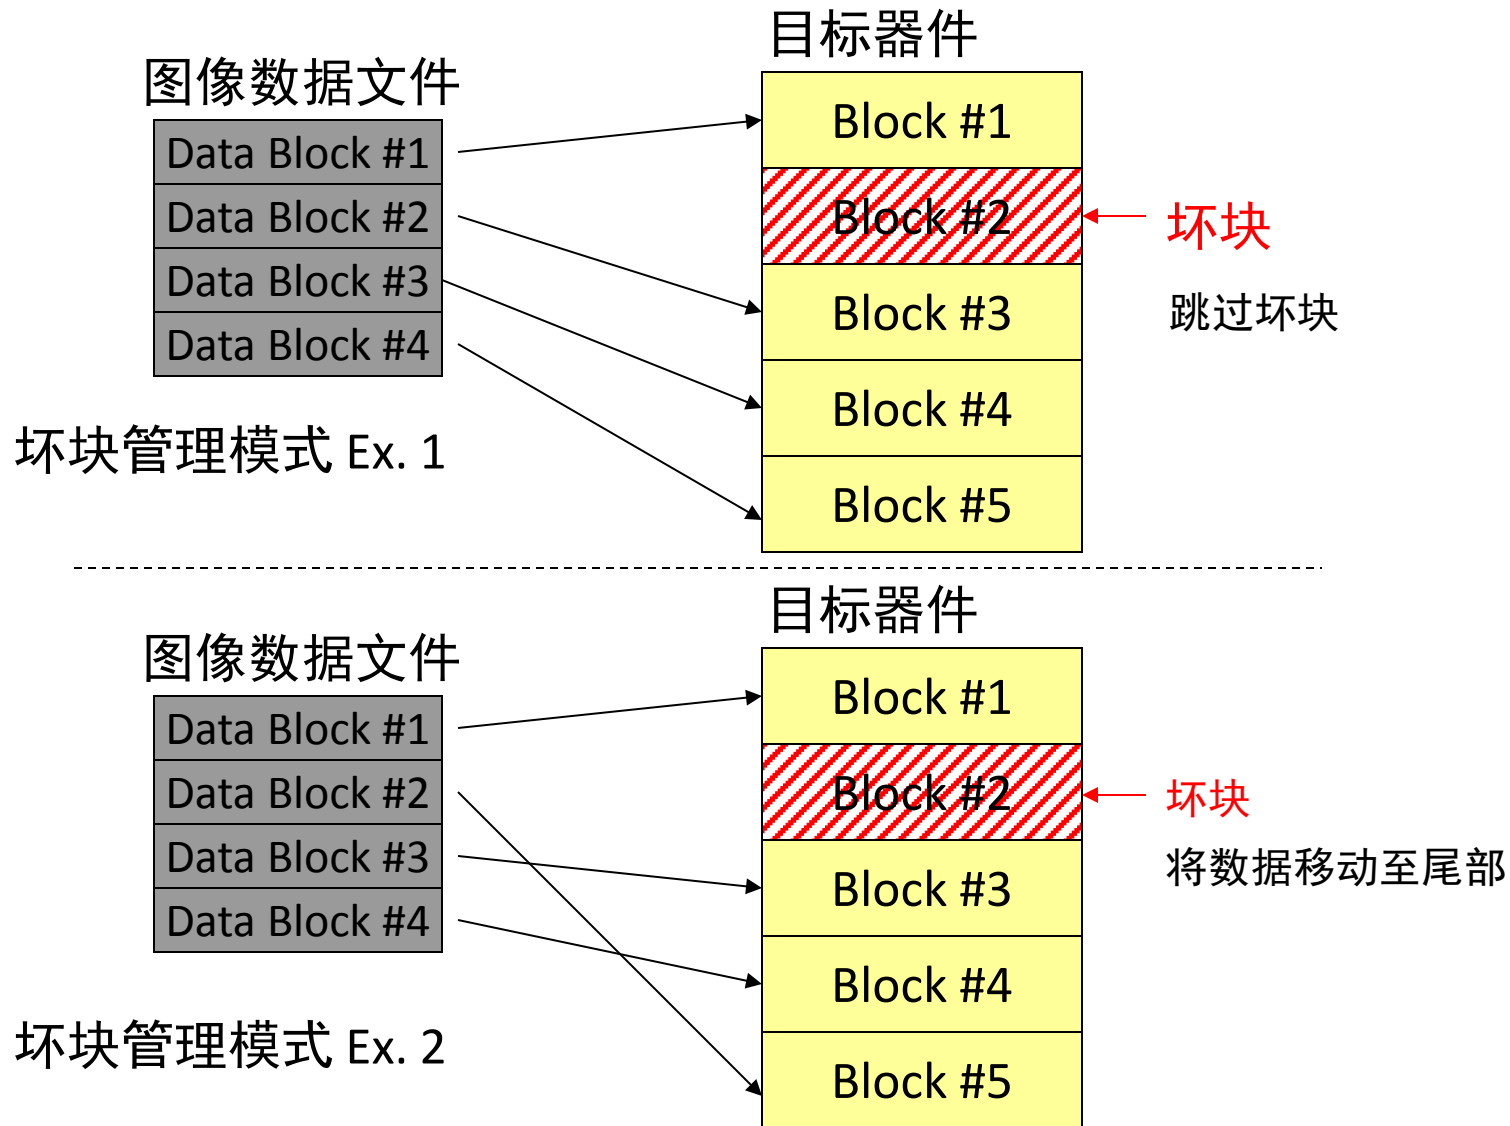 目标器件
图像数据文件
Data Block #1
Data Block #2
Data Block #3
Data Block #4
Block #1
Block #2
Block #3
Block #4
Block #5
坏块
跳过坏块
坏块管理模式 Ex. 1
目标器件
图像数据文件
Data Block #1
Data Block #2
Data Block #3
Data Block #4
Block #1
Block #2
Block #3
Block #4
Block #5
坏块
将数据移动至尾部
坏块管理模式 Ex. 2